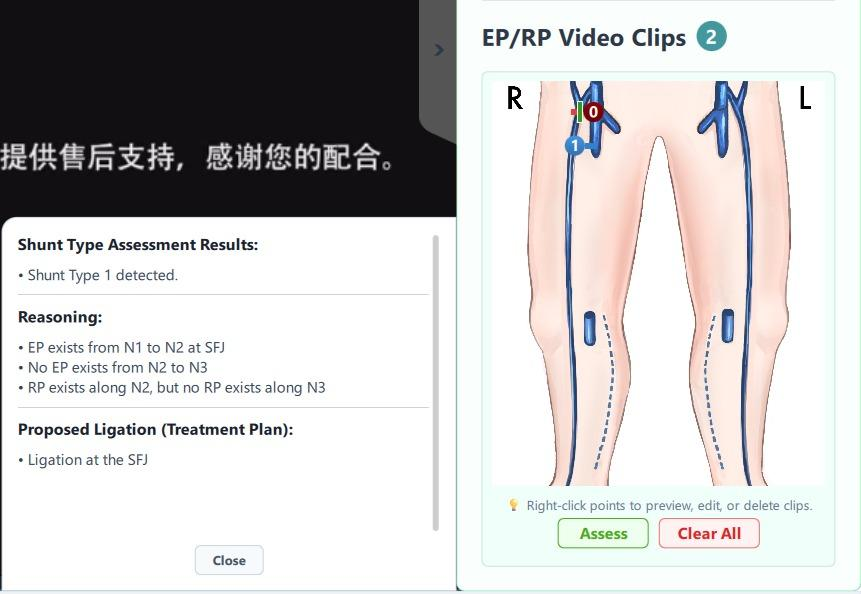 提供售后支持，感谢您的配合。
Shunt Type Assessment Results:
• Shunt Type 1 detected.
Reasoning:
• EP exists from N1 to N2 at SFJ
• No EP exists from N2 to N3
• RP exists along N2, but no RP exists along N3
Proposed Ligation (Treatment Plan):
• Ligation at the SFJ
Close
EP/RP Video Clips 2
R
L
0
1
Right-click points to preview, edit, or delete clips.
Assess
Clear All